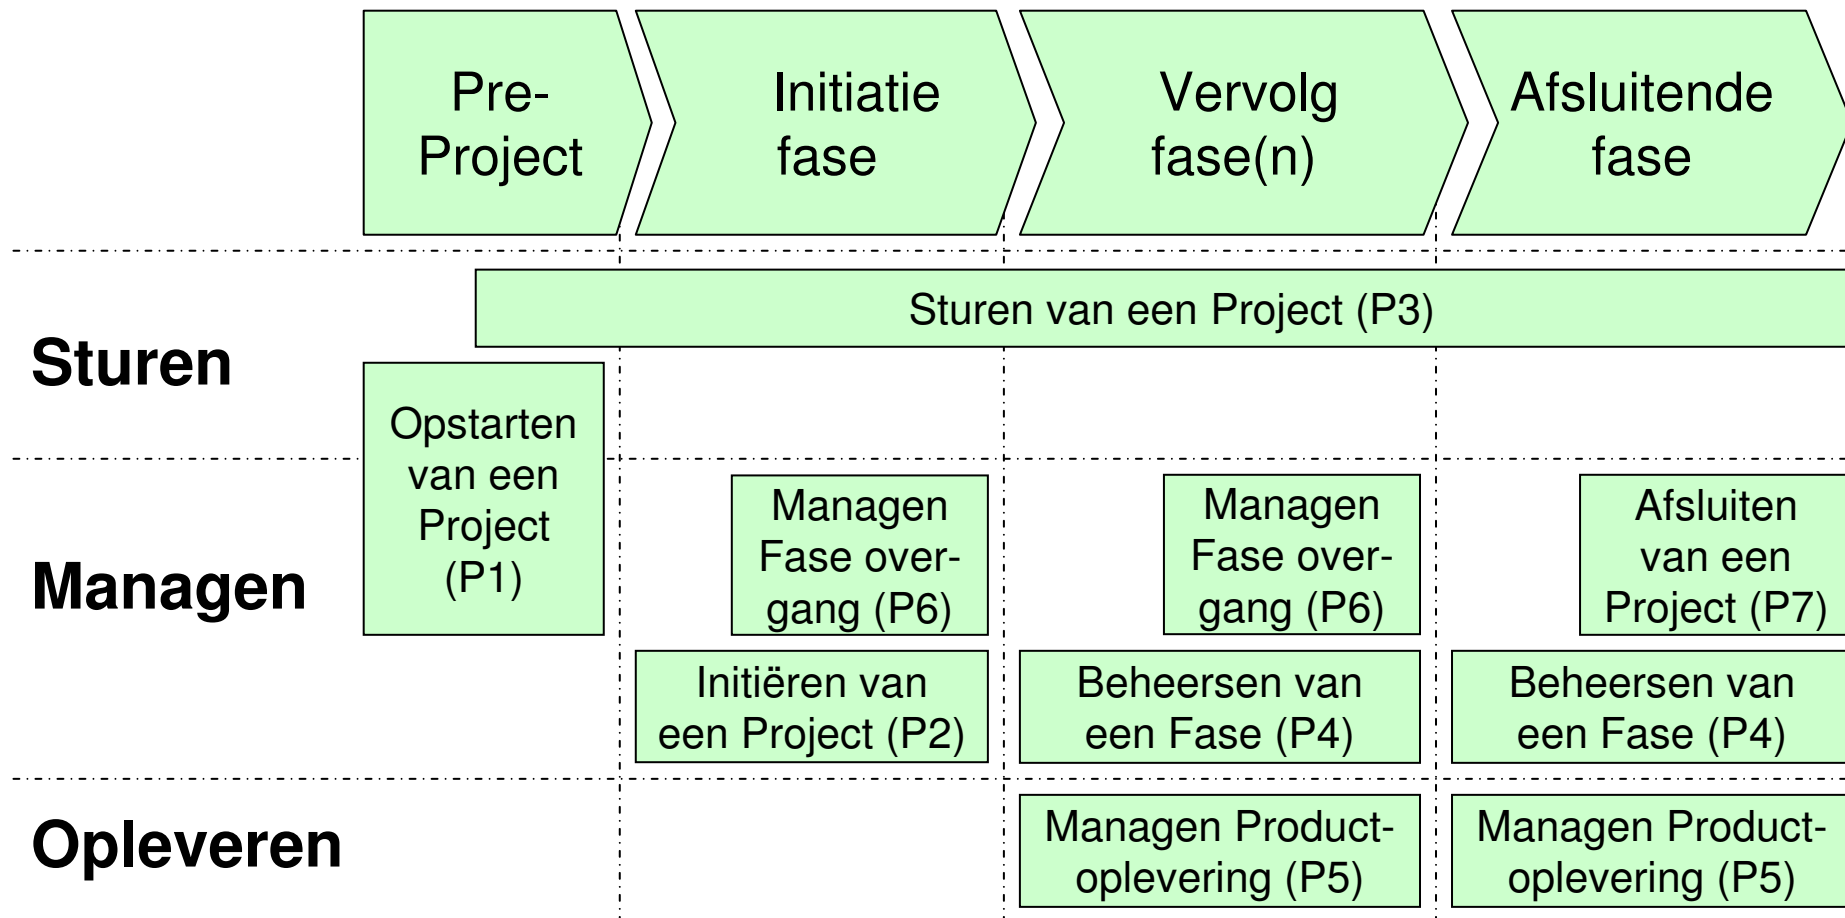 Pre-
Project
Initiatie
fase
Vervolg
fase(n)
Afsluitende
fase
Sturen van een Project (P3)
Sturen
Opstarten
van een
Project
(P1)
Managen
Managen
Fase over-
gang (P6)
Managen
Fase over-
gang (P6)
Afsluiten
van een
Project (P7)
Initiëren van
een Project (P2)
Beheersen van
een Fase (P4)
Beheersen van
een Fase (P4)
Opleveren
Managen Product-
oplevering (P5)
Managen Product-
oplevering (P5)